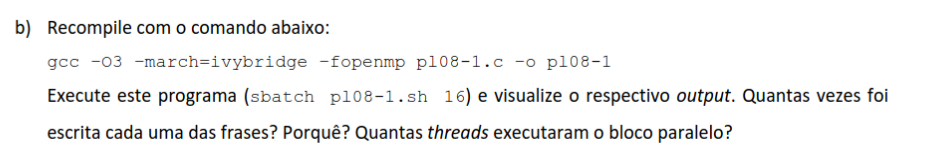 b) Recompile com o comando abaixo:
gcc -O3 -march=ivybridge -fopenmp pl08-1.c -o pl08-1
Execute este programa (sbatch pl08-1.sh 16) e visualize o respectivo output. Quantas vezes foi
escrita cada uma das frases? Porquê? Quantas threads executaram o bloco paralelo?